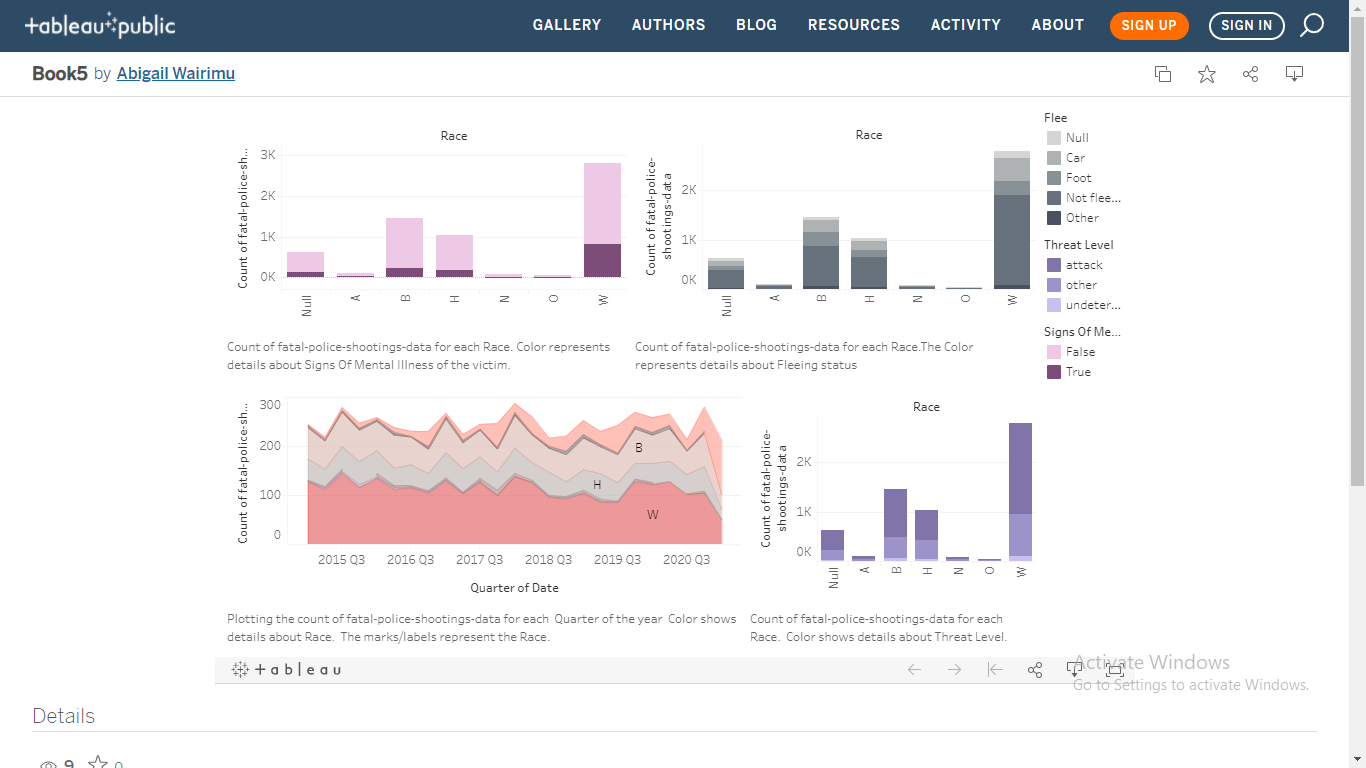 +ableau+public
GALLERY AUTHORS BLOG RESOURCES ACTIVITY ABOUT SIGN UP SIGN IN
Book5 by Abigail Wairimu
Race
Count of fatal-police-sh...
3K
2K
1K
0K
Null A B H N O W
Count of fatal-police-shootings-data for each Race. Color represents
details about Signs Of Mental Illness of the victim.
Race
Count of fatal-police-
shootings-data
2K
1K
0K
Null A B H N O W
Count of fatal-police-shootings-data for each Race.The Color
represents details about Fleeing status
Flee
Null
Car
Foot
Not flee...
Other
Threat Level
attack
other
undeter...
Signs Of Me...
False
True
Count of fatal-police-sh...
300
200
100
0
B
H
W
2015 Q3 2016 Q3 2017 Q3 2018 Q3 2019 Q3 2020 Q3
Quarter of Date
Plotting the count of fatal-police-shootings-data for each Quarter of the year Color shows
details about Race. The marks/labels represent the Race.
Race
Count of fatal-police-
shootings-data
2K
1K
0K
Null A B H N O W
Count of fatal-police-shootings-data for each
Race. Color shows details about Threat Level.
+ableau
Activate Windows
Go to Settings to activate Windows.
Details
9 0